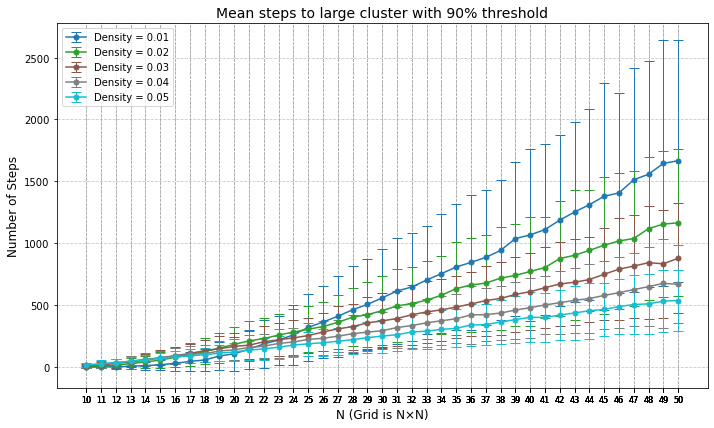 Mean steps to large cluster with 90% threshold
Density = 0.01
Density = 0.02
Density = 0.03
Density = 0.04
Density = 0.05
Number of Steps
2500
2000
1500
1000
500
0
10 11 12 13 14 15 16 17 18 19 20 21 22 23 24 25 26 27 28 29 30 31 32 33 34 35 36 37 38 39 40 41 42 43 44 45 46 47 48 49 50
N (Grid is N×N)